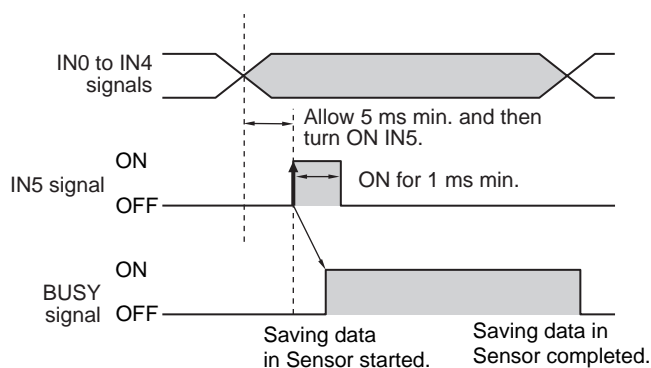 IN0 to IN4
signals
Allow 5 ms min. and then
turn ON IN5.
ON
IN5 signal
ON for 1 ms min.
OFF
ON
BUSY
signal
OFF
Saving data
in Sensor started.
Saving data in
Sensor completed.